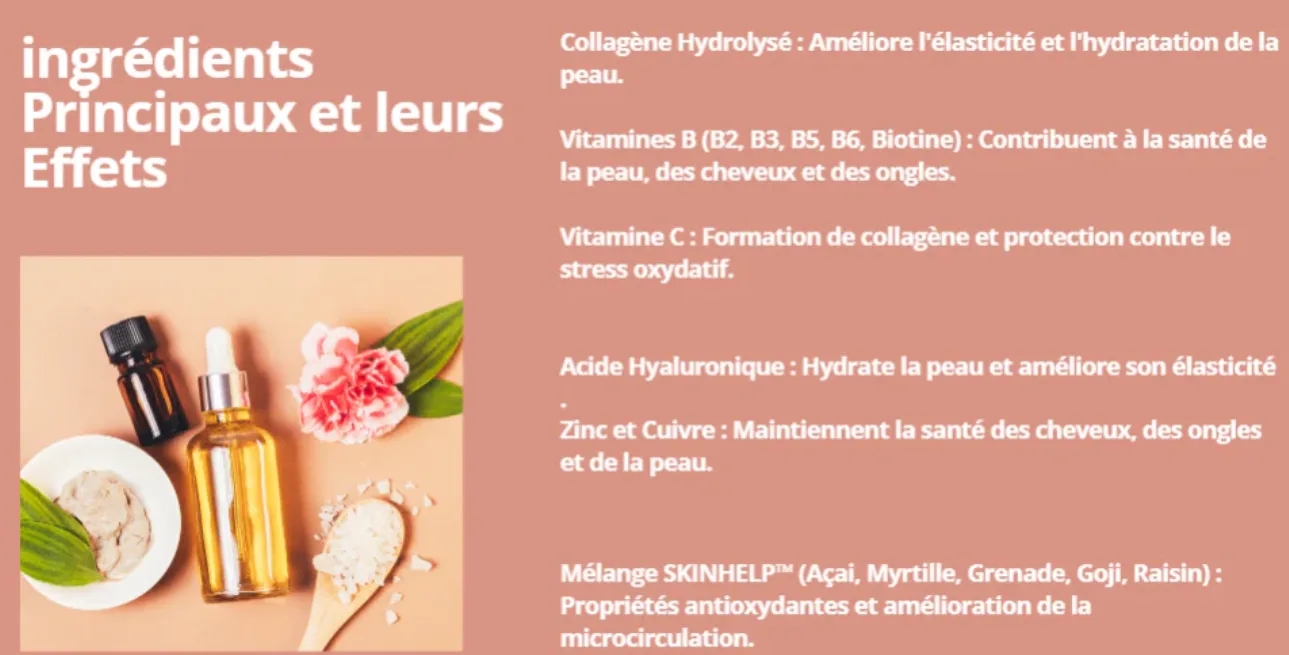 ingrédients
Principaux et leurs
Effets
Collagène Hydrolysé : Améliore l'élasticité et l'hydratation de la
peau.
Vitamines B (B2, B3, B5, B6, Biotine) : Contribuent à la santé de
la peau, des cheveux et des ongles.
Vitamine C : Formation de collagène et protection contre le
stress oxydatif.
Acide Hyaluronique : Hydrate la peau et améliore son élasticité
.
Zinc et Cuivre : Maintiennent la santé des cheveux, des ongles
et de la peau.
Mélange SKINHELP™ (Açai, Myrtille, Grenade, Goji, Raisin) :
Propriétés antioxydantes et amélioration de la
microcirculation.